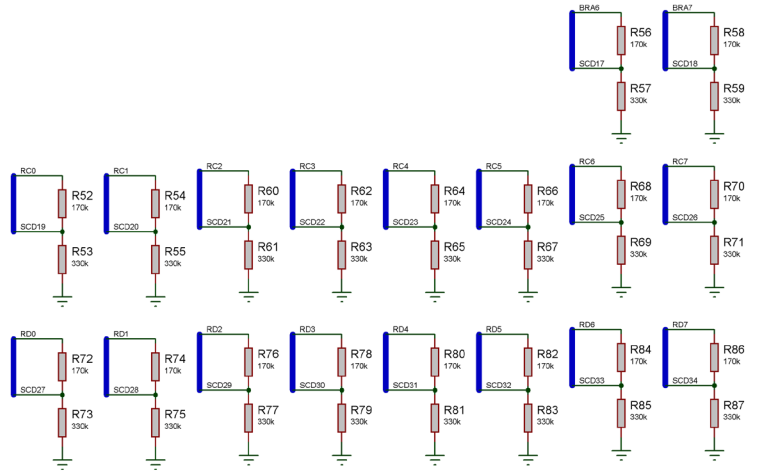 BRA6
R56
170k
SCD17
R57
330k
BRA7
R58
170k
SCD18
R59
330k
RC0
R52
170k
SCD19
R53
330k
RC1
R54
170k
SCD20
R55
330k
RC2
R60
170k
SCD21
R61
330k
RC3
R62
170k
SCD22
R63
330k
RC4
R64
170k
SCD23
R65
330k
RC5
R66
170k
SCD24
R67
330k
RC6
R68
170k
SCD25
R69
330k
RC7
R70
170k
SCD26
R71
330k
RD0
R72
170k
SCD27
R73
330k
RD1
R74
170k
SCD28
R75
330k
RD2
R76
170k
SCD29
R77
330k
RD3
R78
170k
SCD30
R79
330k
RD4
R80
170k
SCD31
R81
330k
RD5
R82
170k
SCD32
R83
330k
RD6
R84
170k
SCD33
R85
330k
RD7
R86
170k
SCD34
R87
330k